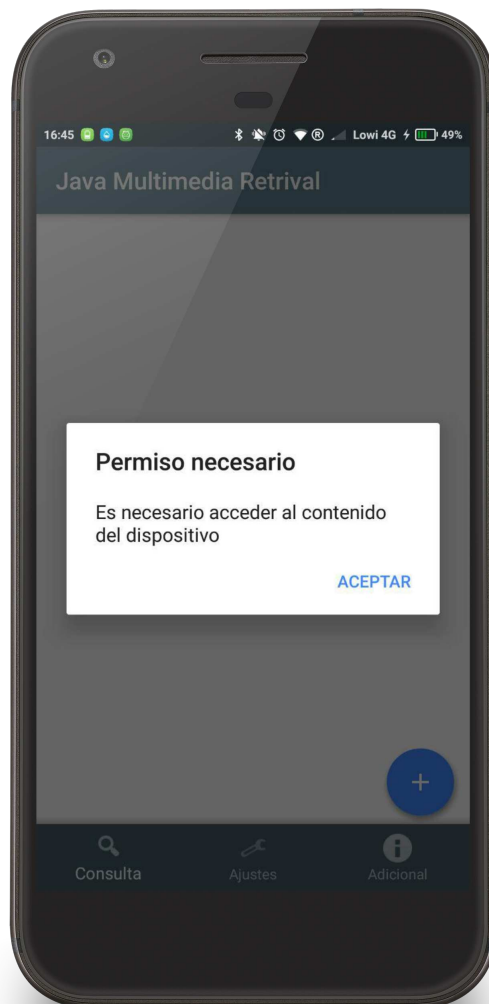 16:45 ® Lowi 4G 49%
Java Multimedia Retrival
Permiso necesario
Es necesario acceder al contenido
del dispositivo
ACEPTAR
+
Consulta Ajustes Adicional